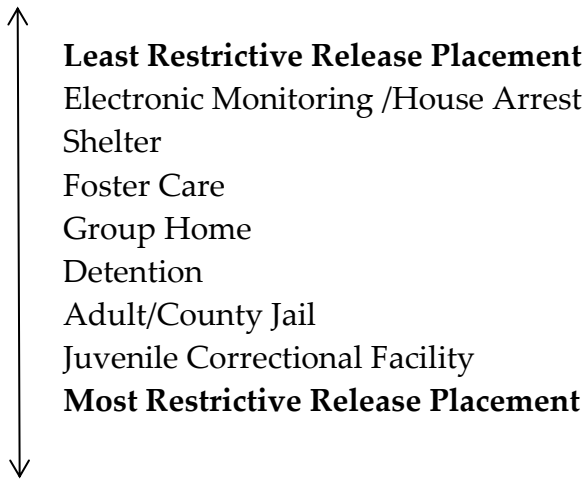 Least Restrictive Release Placement
Electronic Monitoring /House Arrest
Shelter
Foster Care
Group Home
Detention
Adult/County Jail
Juvenile Correctional Facility
Most Restrictive Release Placement